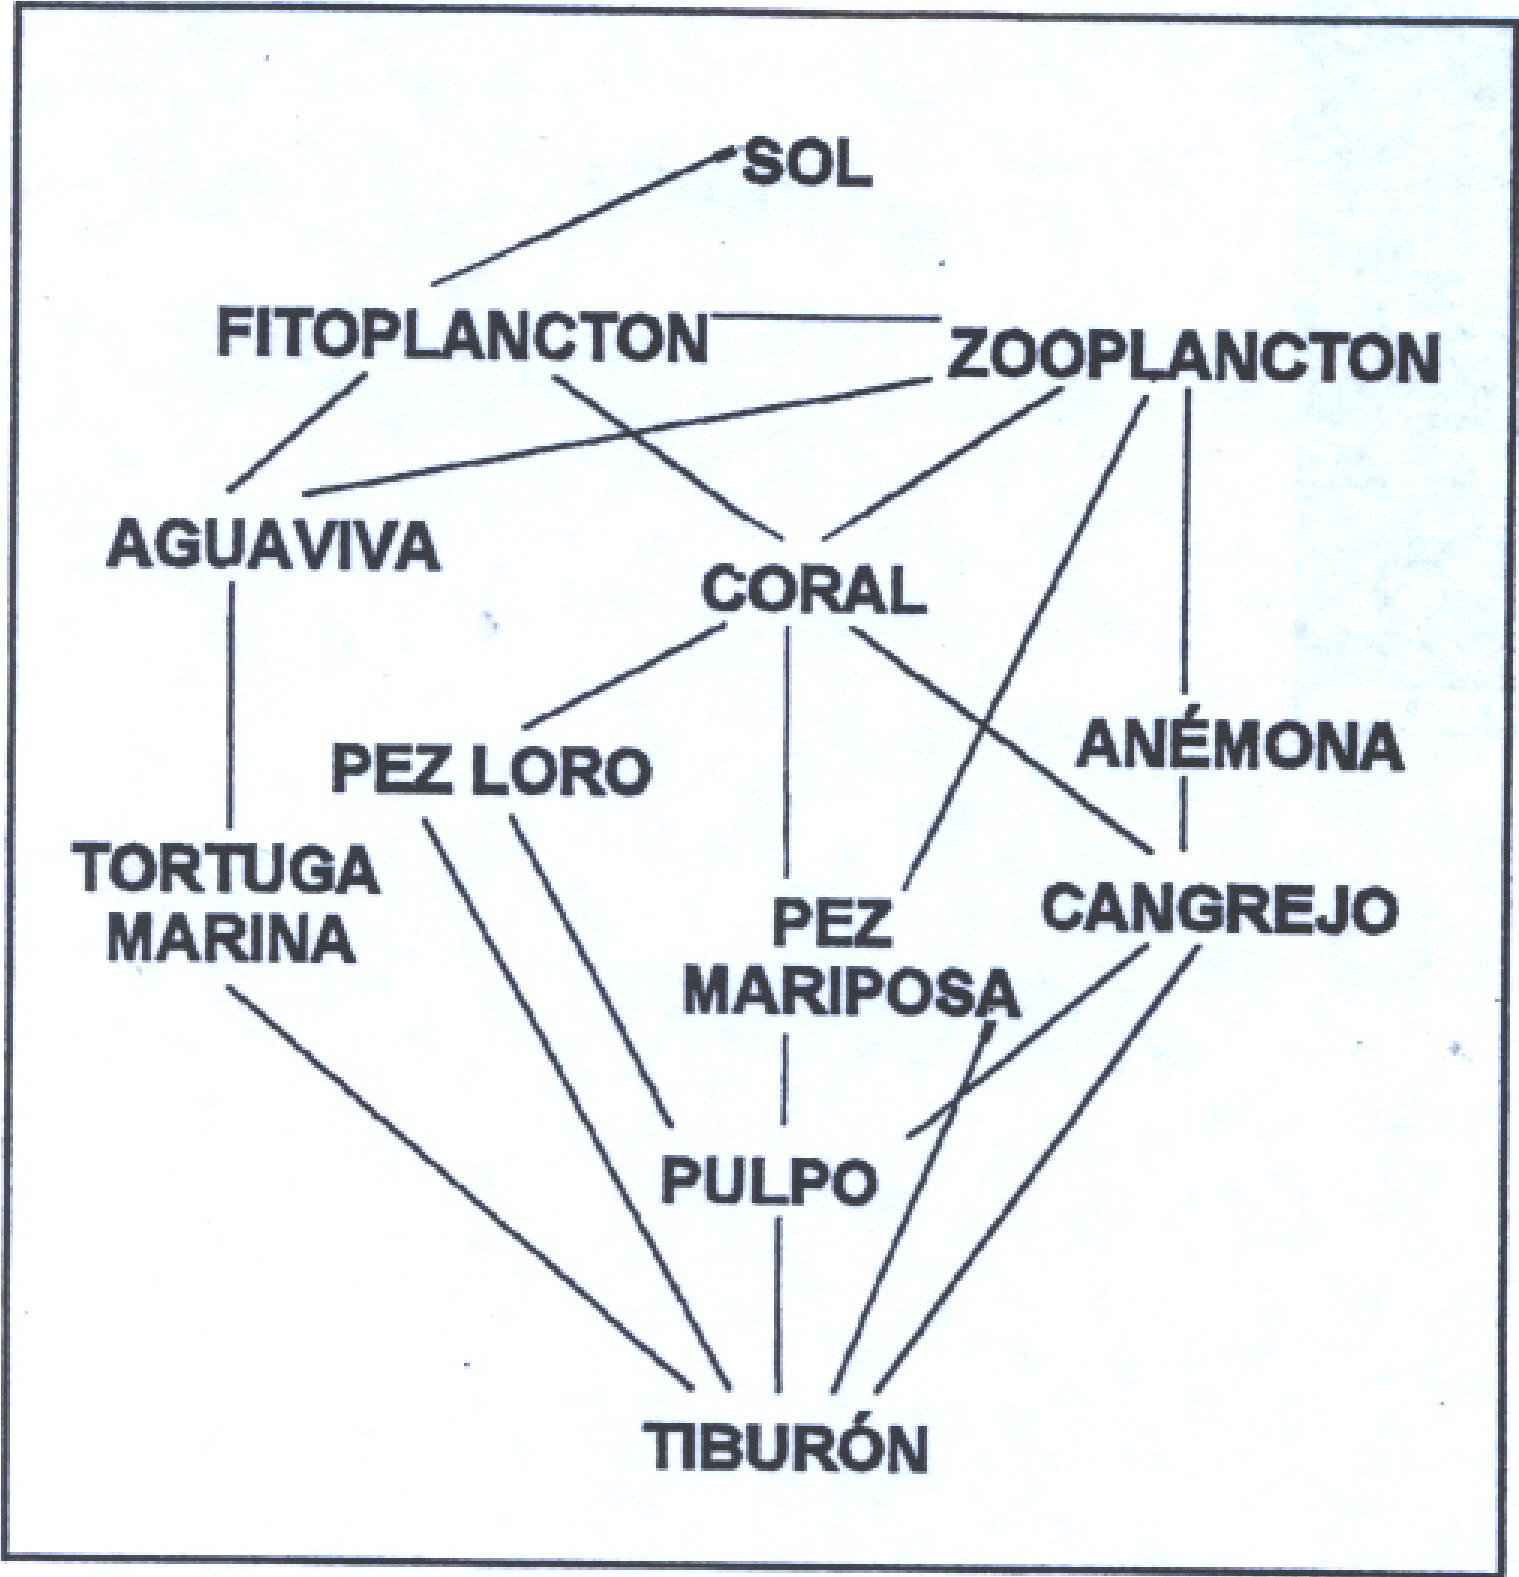 SOL
FITOPLANCTON
ZOOPLANCTON
AGUAVIVA
CORAL
ANÉMONA
PEZ LORO
TORTUGA
MARINA
PEZ
MARIPOSA
CANGREJO
PULPO
TIBURÓN